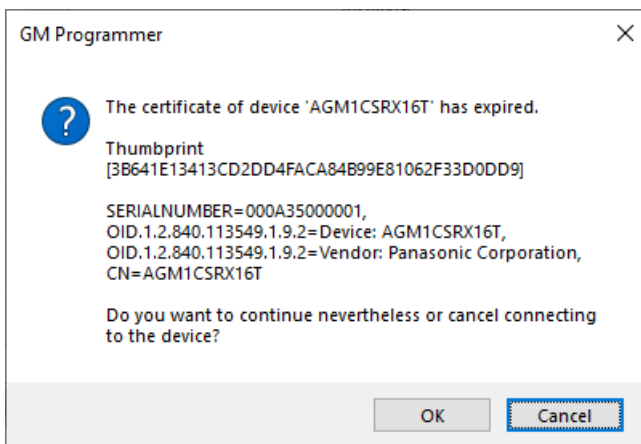 GM Programmer
The certificate of device 'AGM1CSRX16T' has expired.
Thumbprint
[3B641E13413CD2DD4FACA84B99E81062F33D0DD9]
SERIALNUMBER=000A35000001,
OID.1.2.840.113549.1.9.2=Device: AGM1CSRX16T,
OID.1.2.840.113549.1.9.2=Vendor: Panasonic Corporation,
CN=AGM1CSRX16T
Do you want to continue nevertheless or cancel connecting
to the device?
OK
Cancel